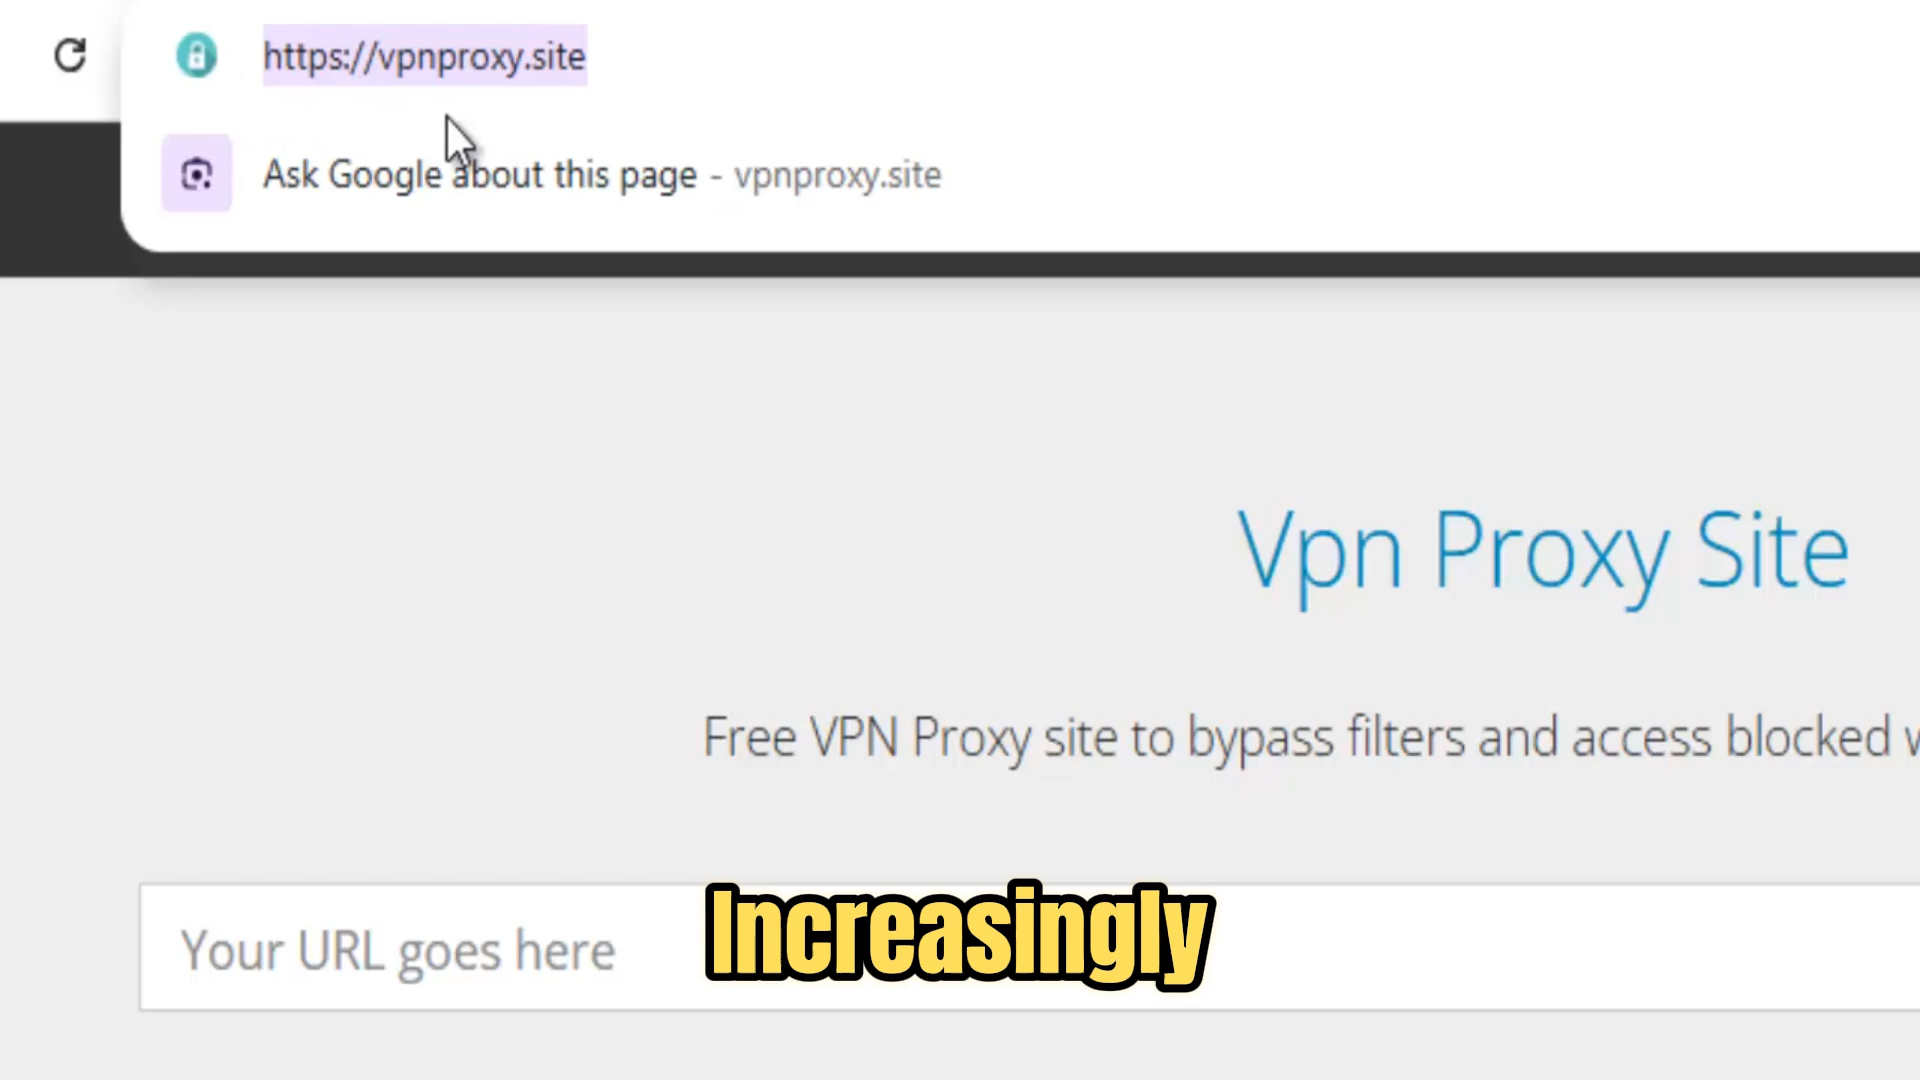 https://vpnproxy.site
Ask Google about this page - vpnproxy.site
Vpn Proxy Site
Free VPN Proxy site to bypass filters and access blocked
Your URL goes here
Increasingly